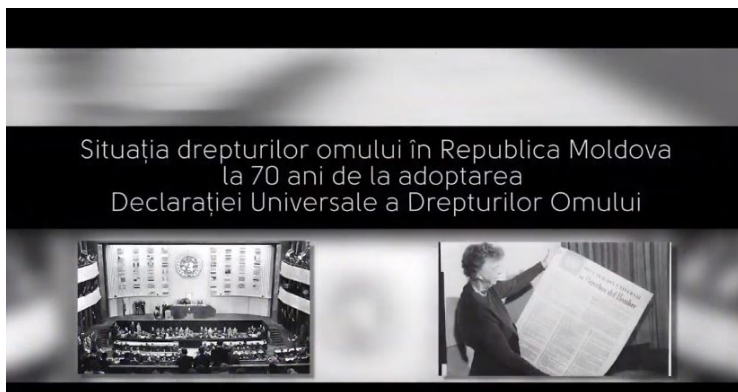 Situația drepturilor omului în Republica Moldova
la 70 ani de la adoptarea
Declarației Universale a Drepturilor Omului